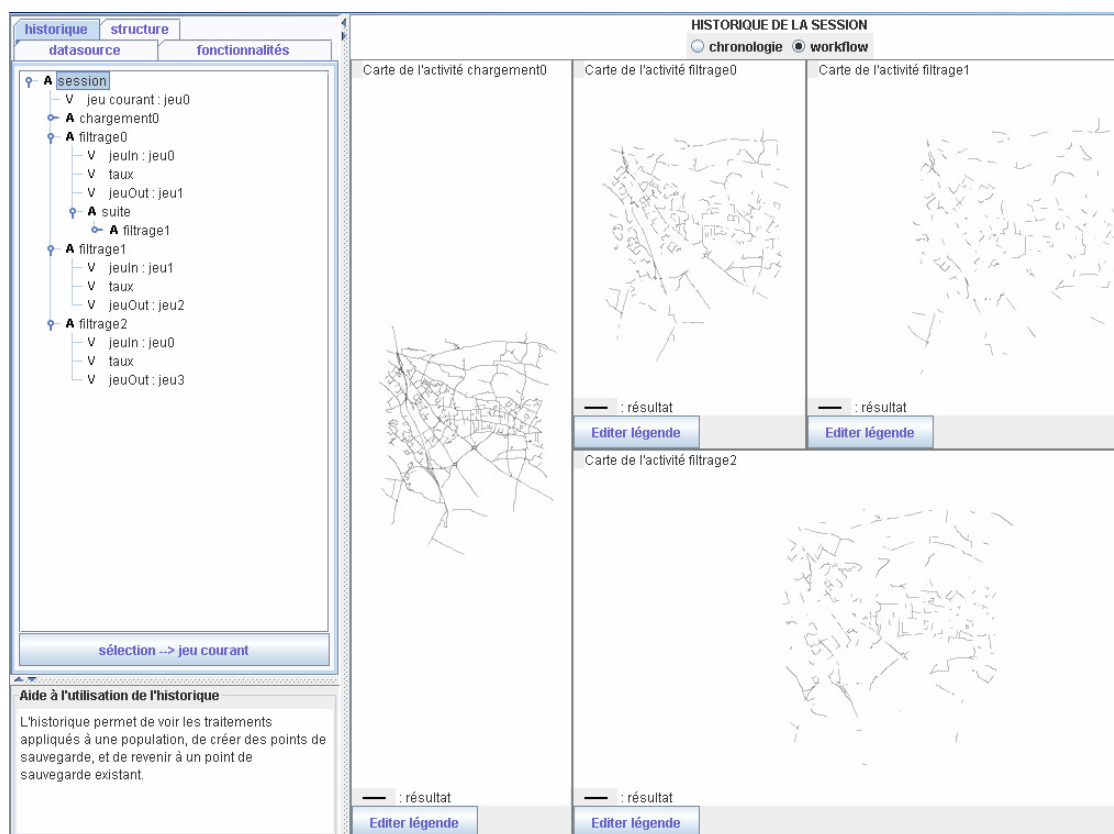 historique structure
datasource fonctionnalités
A session
V jeu courant : jeu0
A chargement0
A filtrage0
V jeuIn : jeu0
V taux
V jeuOut : jeu1
A suite
A filtrage1
A filtrage1
V jeuIn : jeu1
V taux
V jeuOut : jeu2
A filtrage2
V jeuIn : jeu0
V taux
V jeuOut : jeu3
sélection --> jeu courant
Aide à l'utilisation de l'historique
L'historique permet de voir les traitements
appliqués à une population, de créer des points de
sauvegarde, et de revenir à un point de
sauvegarde existant.
HISTORIQUE DE LA SESSION
chronologie workflow
Carte de l'activité chargement0
: résultat
Editer légende
Carte de l'activité filtrage0
: résultat
Editer légende
Carte de l'activité filtrage1
: résultat
Editer légende
Carte de l'activité filtrage2
: résultat
Editer légende